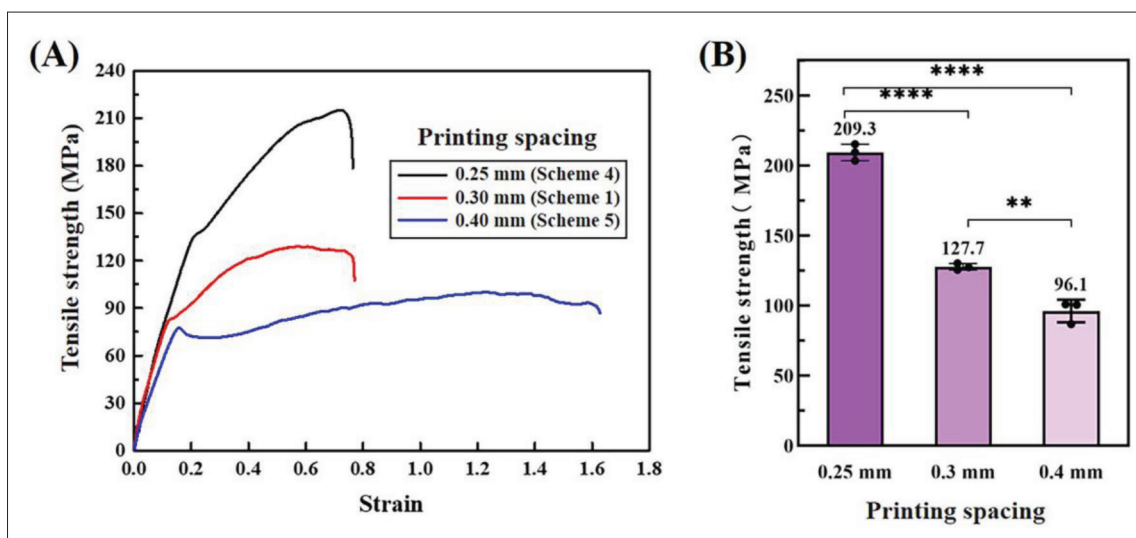 (A)
Tensile strength (MPa)
240
210
180
150
120
90
60
30
0
0.0 0.2 0.4 0.6 0.8 1.0 1.2 1.4 1.6 1.8
Strain
Printing spacing
0.25 mm (Scheme 4)
0.30 mm (Scheme 1)
0.40 mm (Scheme 5)
(B)
Tensile strength( MPa)
250
200
150
100
50
0
****
****
**
209.3
127.7
96.1
0.25 mm 0.3 mm 0.4 mm
Printing spacing